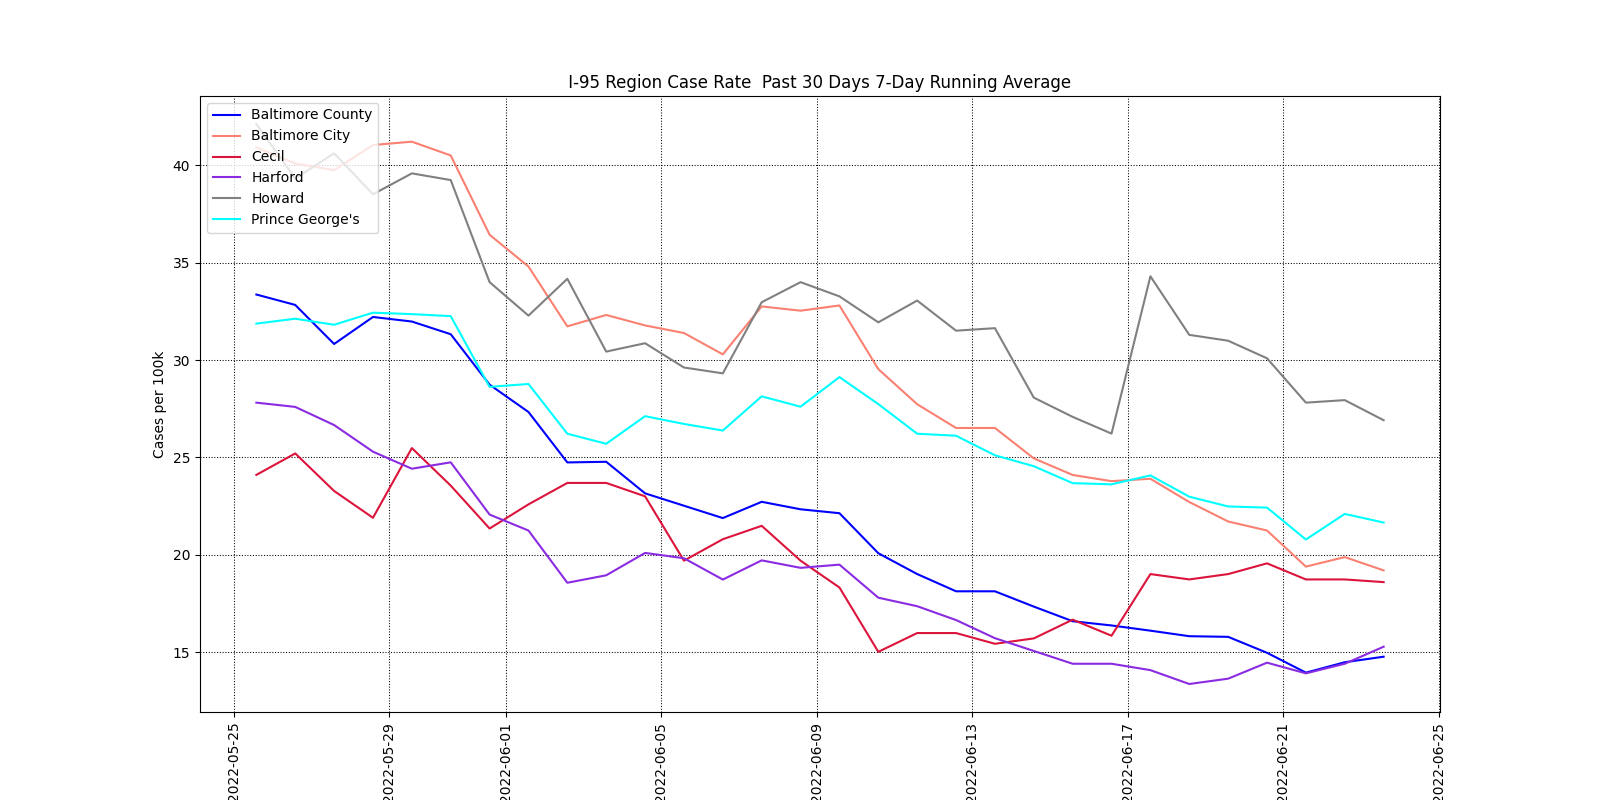 I-95 Region Case Rate  Past 30 Days 7-Day Running Average
Baltimore County
Baltimore City
Cecil
Harford
Howard
Prince George's
Cases per 100k
40
35
30
25
20
15
2022-05-25
2022-05-29
2022-06-01
2022-06-05
2022-06-09
2022-06-13
2022-06-17
2022-06-21
2022-06-25